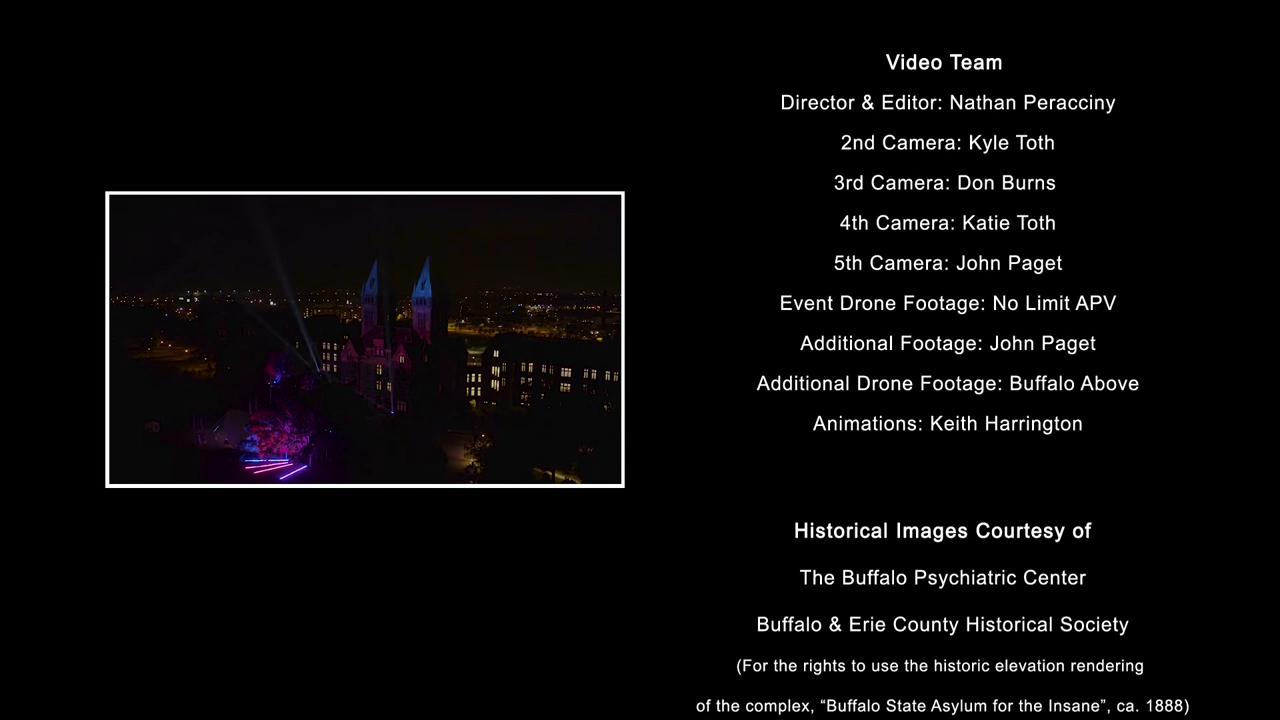 Video Team
Director & Editor: Nathan Peracciny
2nd Camera: Kyle Toth
3rd Camera: Don Burns
4th Camera: Katie Toth
5th Camera: John Paget
Event Drone Footage: No Limit APV
Additional Footage: John Paget
Additional Drone Footage: Buffalo Above
Animations: Keith Harrington
Historical Images Courtesy of
The Buffalo Psychiatric Center
Buffalo & Erie County Historical Society
(For the rights to use the historic elevation rendering
of the complex, “Buffalo State Asylum for the Insane”, ca. 1888)